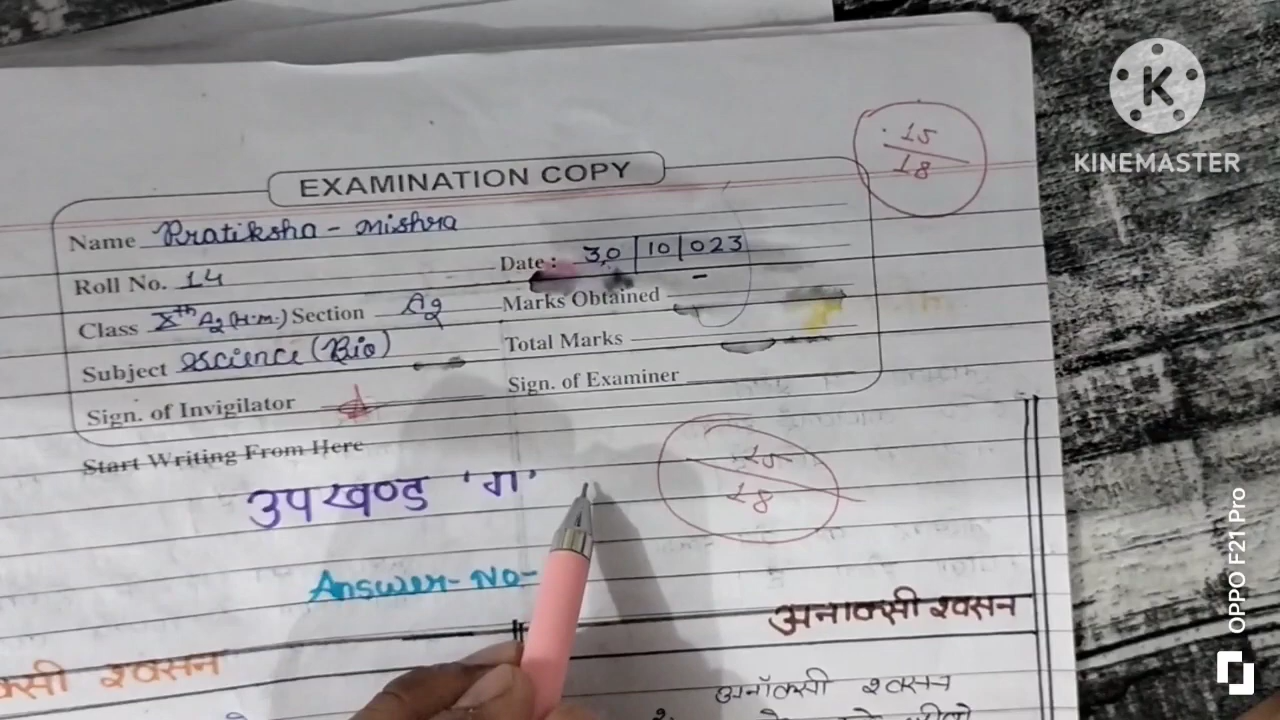 EXAMINATION COPY
15
18
Name Pratiksha - Mishra
Roll No. 14
Date : 30|10|023
Class Xth A2 (H.M.) Section A2
Marks Obtained
Subject Science (Bio)
Total Marks
Sign. of Invigilator
Sign. of Examiner
Start Writing From Here
उपखण्ड 'ग'
15
18
Answer- No-
क्सी श्वसन
अनाक्सी श्वसन
अनॉक्सी श्वसन
K
KINEMASTER
OPPO F21 Pro